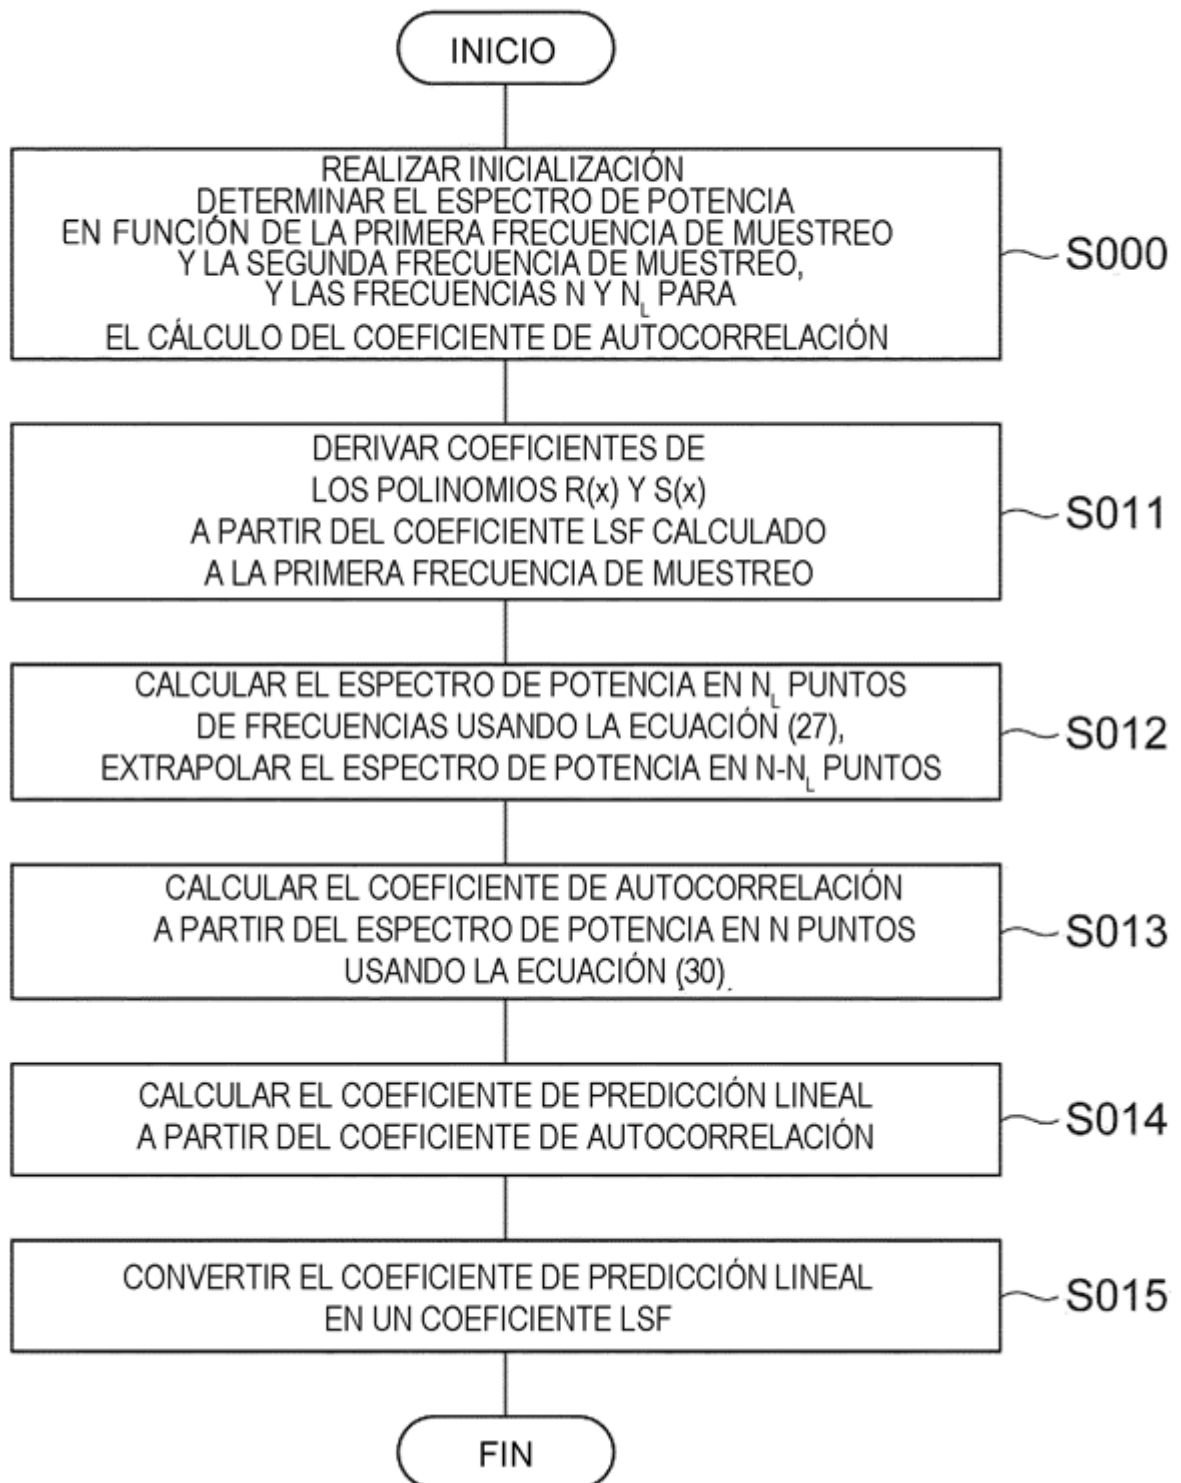 INICIO
REALIZAR INICIALIZACIÓN
DETERMINAR EL ESPECTRO DE POTENCIA
EN FUNCIÓN DE LA PRIMERA FRECUENCIA DE MUESTREO
Y LA SEGUNDA FRECUENCIA DE MUESTREO,
Y LAS FRECUENCIAS N Y N_L PARA
EL CÁLCULO DEL COEFICIENTE DE AUTOCORRELACIÓN
S000
DERIVAR COEFICIENTES DE
LOS POLINOMIOS R(x) Y S(x)
A PARTIR DEL COEFICIENTE LSF CALCULADO
A LA PRIMERA FRECUENCIA DE MUESTREO
S011
CALCULAR EL ESPECTRO DE POTENCIA EN N_L PUNTOS
DE FRECUENCIAS USANDO LA ECUACIÓN (27),
EXTRAPOLAR EL ESPECTRO DE POTENCIA EN N-N_L PUNTOS
S012
CALCULAR EL COEFICIENTE DE AUTOCORRELACIÓN
A PARTIR DEL ESPECTRO DE POTENCIA EN N PUNTOS
USANDO LA ECUACIÓN (30).
S013
CALCULAR EL COEFICIENTE DE PREDICCIÓN LINEAL
A PARTIR DEL COEFICIENTE DE AUTOCORRELACIÓN
S014
CONVERTIR EL COEFICIENTE DE PREDICCIÓN LINEAL
EN UN COEFICIENTE LSF
S015
FIN